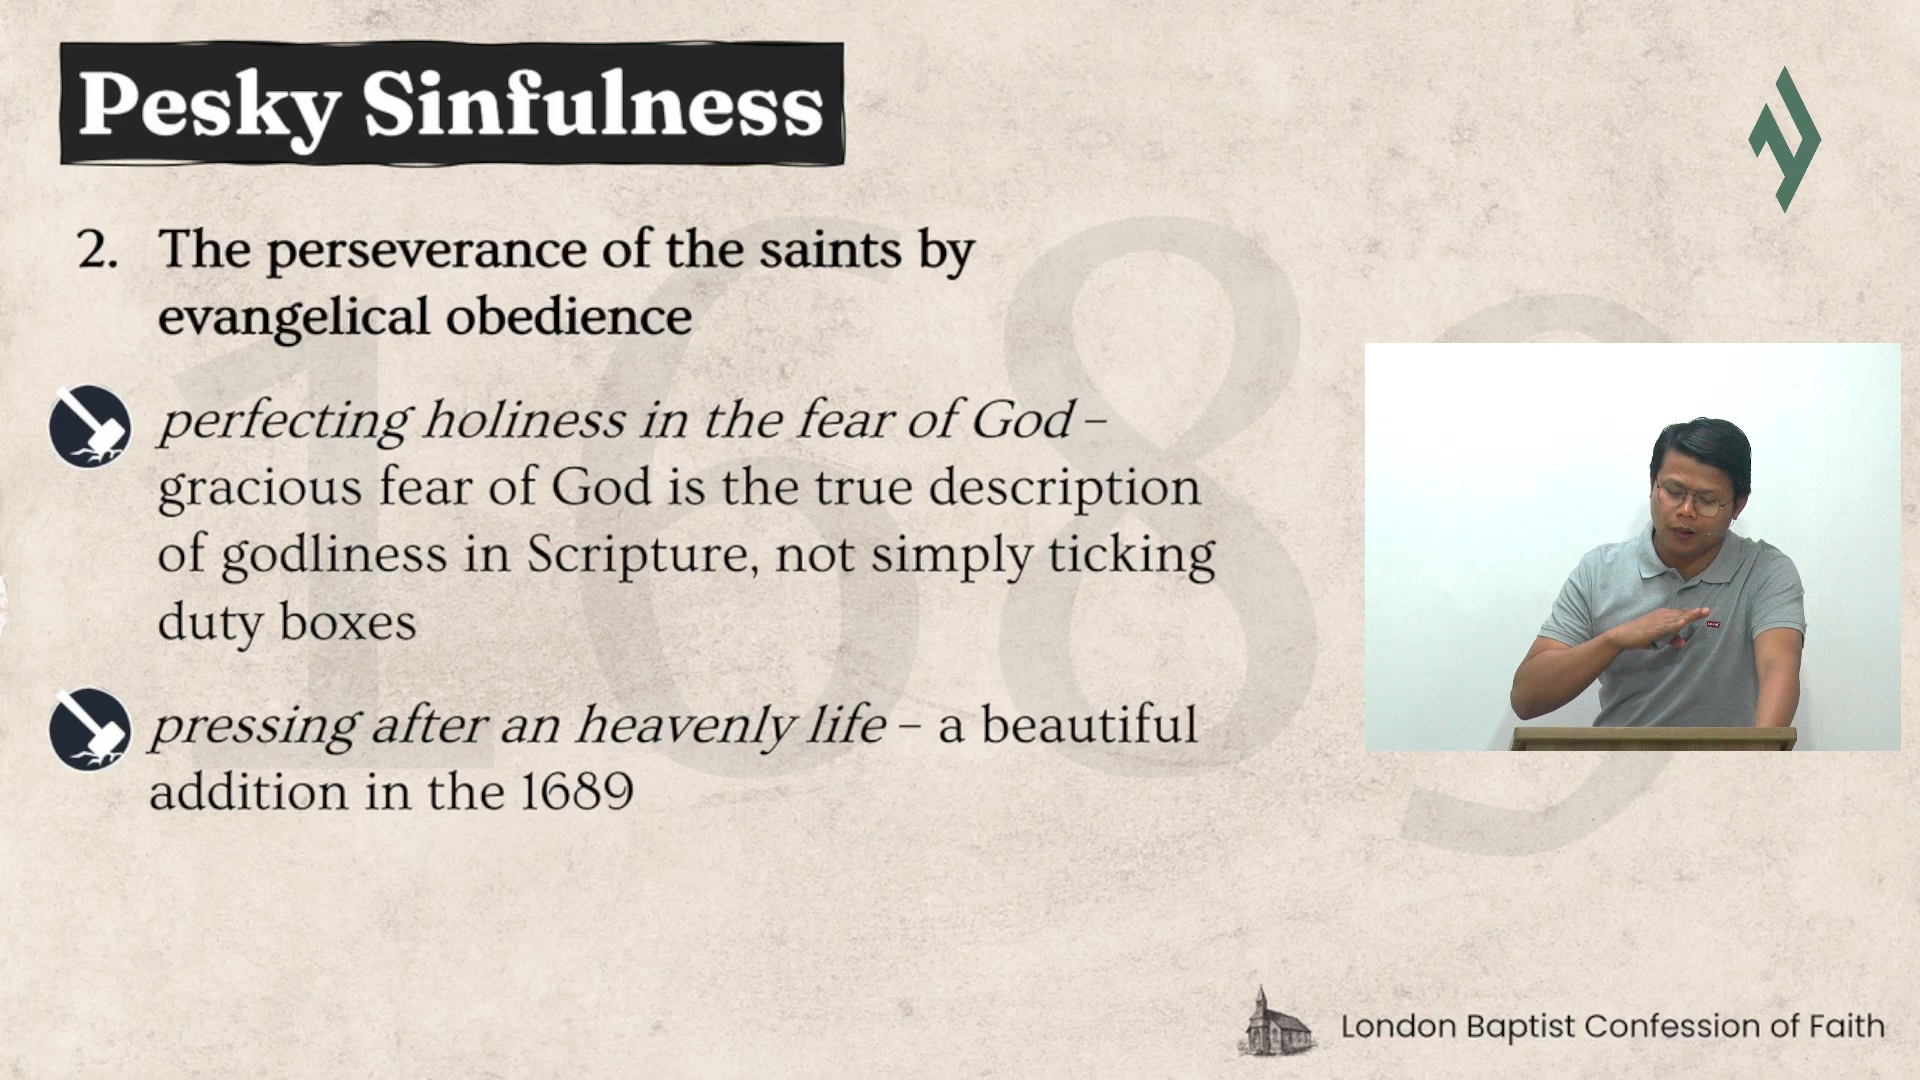 Pesky Sinfulness
2. The perseverance of the saints by
evangelical obedience
perfecting holiness in the fear of God –
gracious fear of God is the true description
of godliness in Scripture, not simply ticking
duty boxes
pressing after an heavenly life – a beautiful
addition in the 1689
1689
London Baptist Confession of Faith